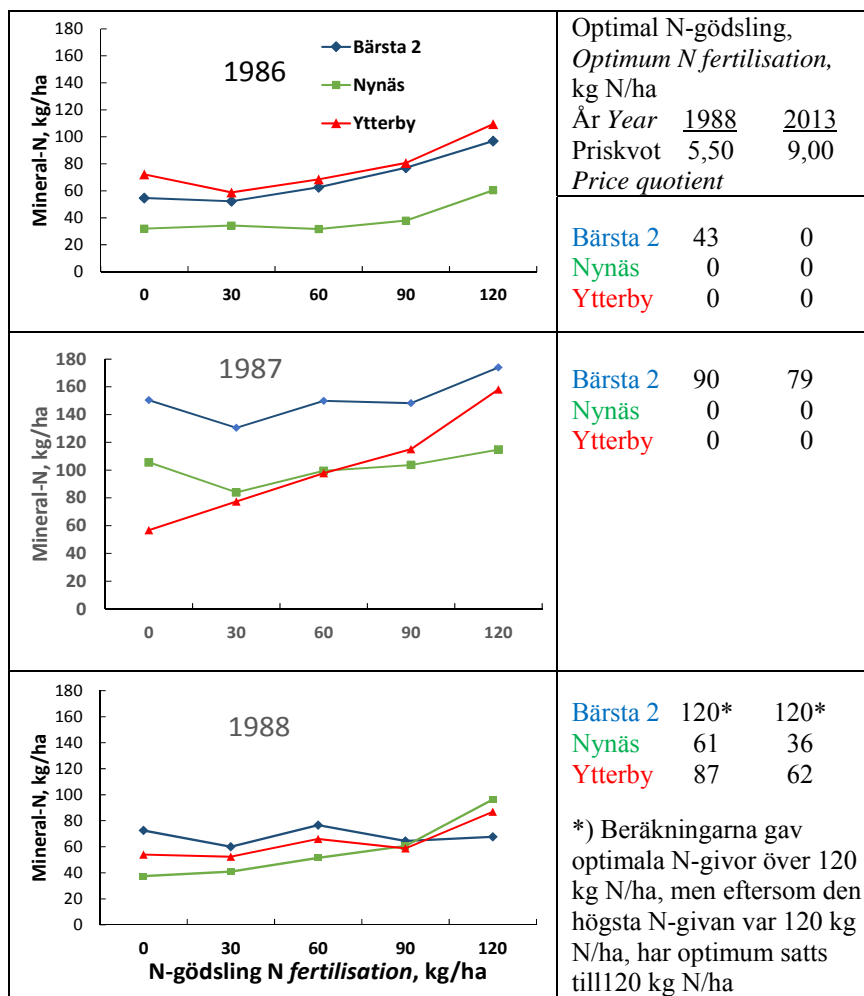 180
160
140
120
100
80
60
40
20
0
Mineral-N, kg/ha
1986
Bärsta 2
Nynäs
Ytterby
0 30 60 90 120
Optimal N-gödsling,
Optimum N fertilisation,
kg N/ha
År Year 1988 2013
Priskvot 5,50 9,00
Price quotient
Bärsta 2 43 0
Nynäs 0 0
Ytterby 0 0
180
160
140
120
100
80
60
40
20
0
Mineral-N, kg/ha
1987
0 30 60 90 120
Bärsta 2 90 79
Nynäs 0 0
Ytterby 0 0
180
160
140
120
100
80
60
40
20
0
Mineral-N, kg/ha
1988
0 30 60 90 120
N-gödsling N fertilisation, kg/ha
Bärsta 2 120* 120*
Nynäs 61 36
Ytterby 87 62
*) Beräkningarna gav
optimala N-givor över 120
kg N/ha, men eftersom den
högsta N-givan var 120 kg
N/ha, har optimum satts
till120 kg N/ha